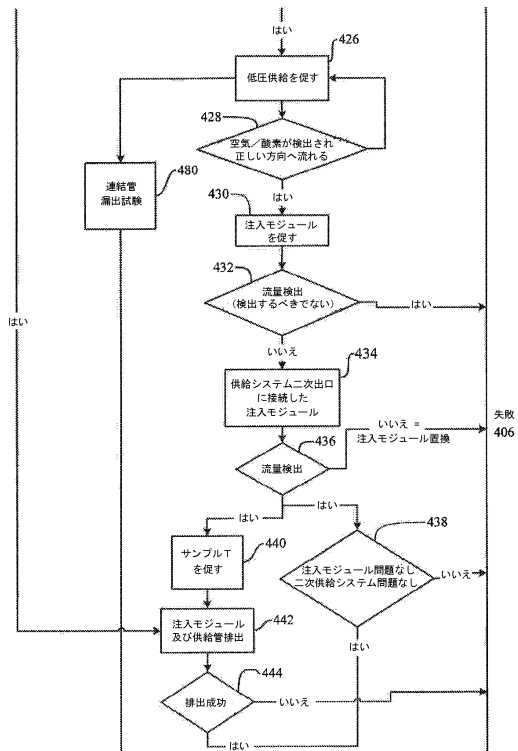 はい
426
低圧供給を促す
428
空気／酸素が検出され
正しい方向へ流れる
480
連結管
漏出試験
はい
430
注入モジュール
を促す
432
流量検出
（検出するべきでない）
はい
はい
いいえ
434
供給システム二次出口
に接続した
注入モジュール
失敗
406
いいえ =
注入モジュール置換
436
流量検出
はい
はい
438
サンプルT
を促す
440
注入モジュール問題なし
二次供給システム問題なし
いいえ
注入モジュール
及び供給管排出
442
はい
444
排出成功
いいえ
はい